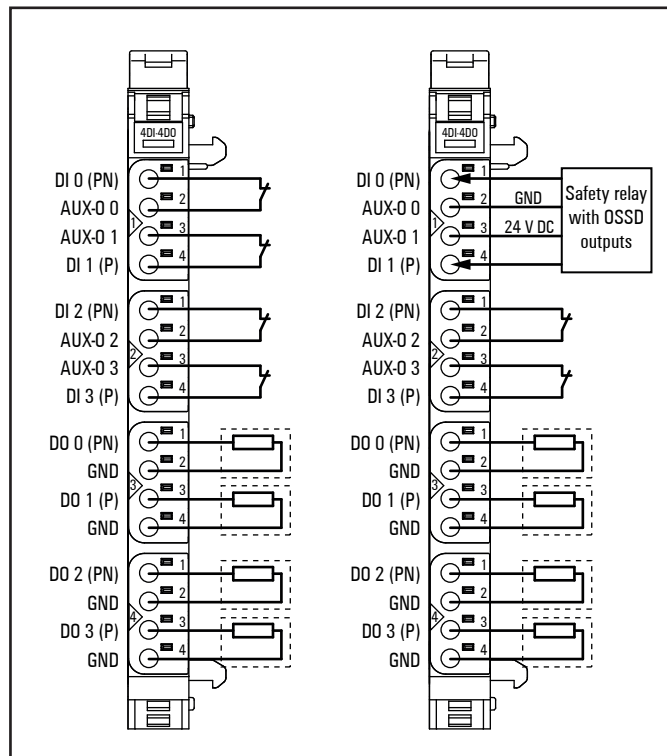 4DI-4DO
DI 0 (PN) 1
AUX-O 0 2
1
AUX-O 1 3
DI 1 (P) 4
DI 2 (PN) 1
AUX-O 2 2
2
AUX-O 3 3
DI 3 (P) 4
DO 0 (PN) 1
GND 2
3
DO 1 (P) 3
GND 4
DO 2 (PN) 1
GND 2
4
DO 3 (P) 3
GND 4
4DI-4DO
DI 0 (PN) 1
AUX-O 0 2 GND
1
AUX-O 1 3 24 V DC
DI 1 (P) 4
Safety relay
with OSSD
outputs
DI 2 (PN) 1
AUX-O 2 2
2
AUX-O 3 3
DI 3 (P) 4
DO 0 (PN) 1
GND 2
3
DO 1 (P) 3
GND 4
DO 2 (PN) 1
GND 2
4
DO 3 (P) 3
GND 4